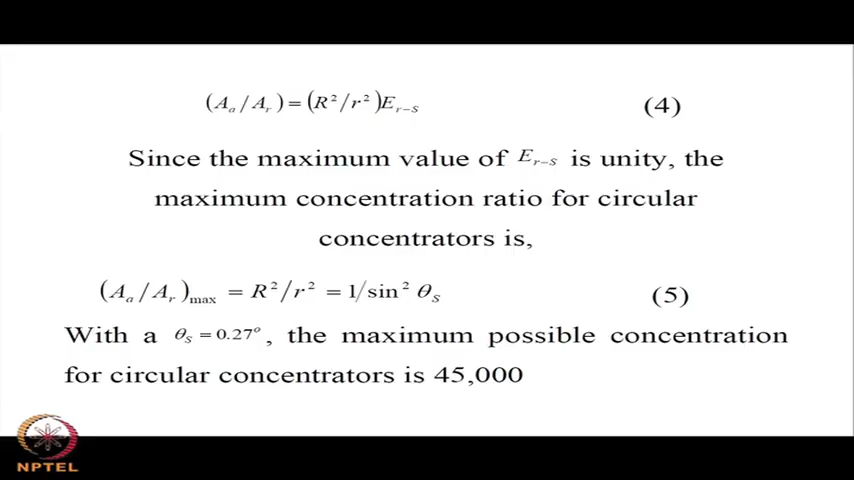 (A_a/A_r) = (R²/r²)E_{r-S} (4)
Since the maximum value of E_{r-S} is unity, the
maximum concentration ratio for circular
concentrators is,
(A_a/A_r)_max = R²/r² = 1/sin² θ_S (5)
With a θ_S = 0.27°, the maximum possible concentration
for circular concentrators is 45,000
NPTEL